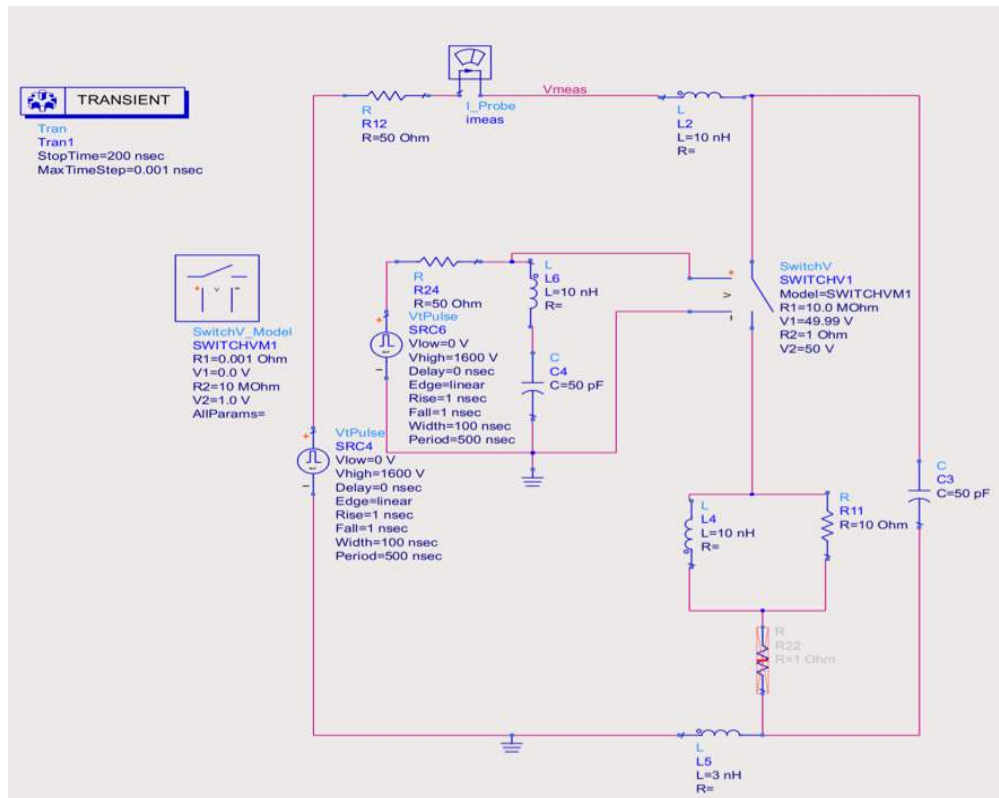 TRANSIENT
Tran
Tran1
StopTime=200 nsec
MaxTimeStep=0.001 nsec
R
R12
R=50 Ohm
I_Probe
imeas
Vmeas
L
L2
L=10 nH
R=
SwitchV_Model
SWITCHVM1
R1=0.001 Ohm
V1=0.0 V
R2=10 MOhm
V2=1.0 V
AllParams=
R
R24
R=50 Ohm
VtPulse
SRC6
Vlow=0 V
Vhigh=1600 V
Delay=0 nsec
Edge=linear
Rise=1 nsec
Fall=1 nsec
Width=100 nsec
Period=500 nsec
L
L6
L=10 nH
R=
C
C4
C=50 pF
V
SwitchV
SWITCHV1
Model=SWITCHVM1
R1=10.0 MOhm
V1=49.99 V
R2=1 Ohm
V2=50 V
VtPulse
SRC4
Vlow=0 V
Vhigh=1600 V
Delay=0 nsec
Edge=linear
Rise=1 nsec
Fall=1 nsec
Width=100 nsec
Period=500 nsec
C
C3
C=50 pF
L
L4
L=10 nH
R=
R
R11
R=10 Ohm
R
R22
R=1 Ohm
L
L5
L=3 nH
R=